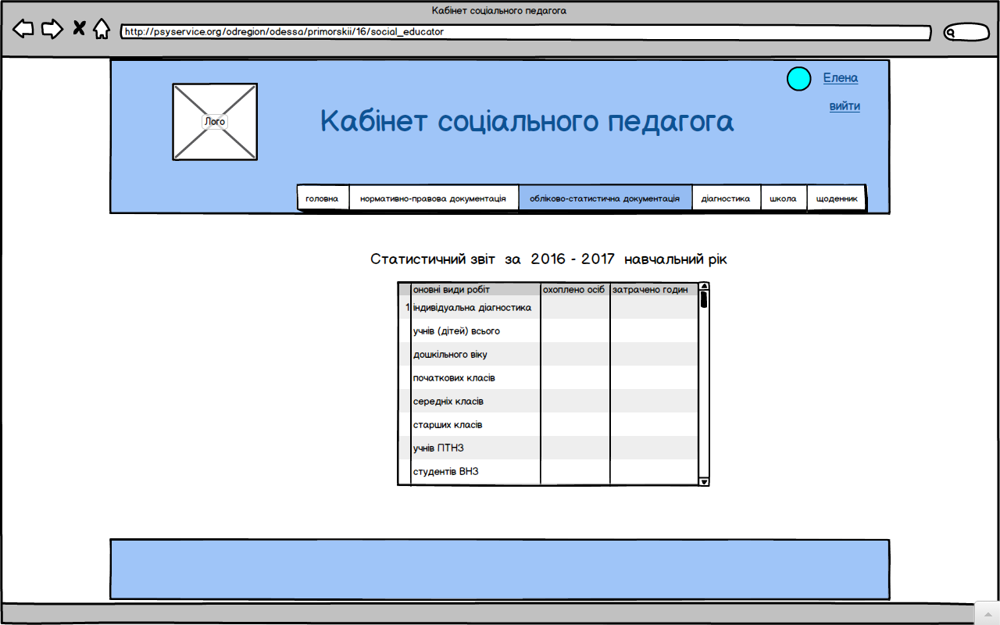 Кабінет соціального педагога
http://psyservice.org/odregion/odessa/primorskii/16/social_educator
Елена
Лого
Кабінет соціального педагога
вийти
головна нормативно-правова документація обліково-статистична документація діагностика школа щоденник
Статистичний звіт за 2016 - 2017 навчальний рік
оновні види робіт охоплено осіб затрачено годин
1 індивідуальна діагностика
учнів (дітей) всього
дошкільного віку
початкових класів
середніх класів
старших класів
учнів ПТНЗ
студентів ВНЗ